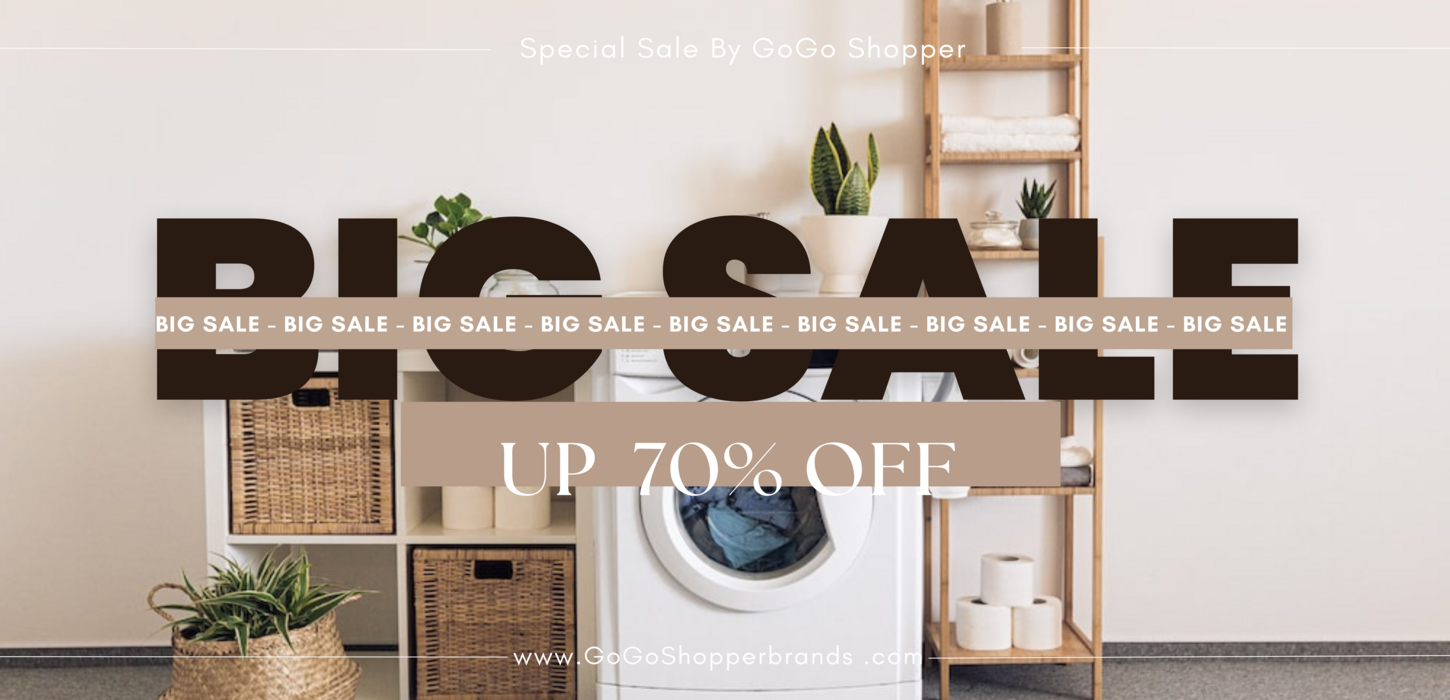 Special Sale By GoGo Shopper
BIG SALE
BIG SALE - BIG SALE - BIG SALE - BIG SALE - BIG SALE - BIG SALE - BIG SALE - BIG SALE - BIG SALE
UP 70% OFF
www.GoGoShopperbrands .com